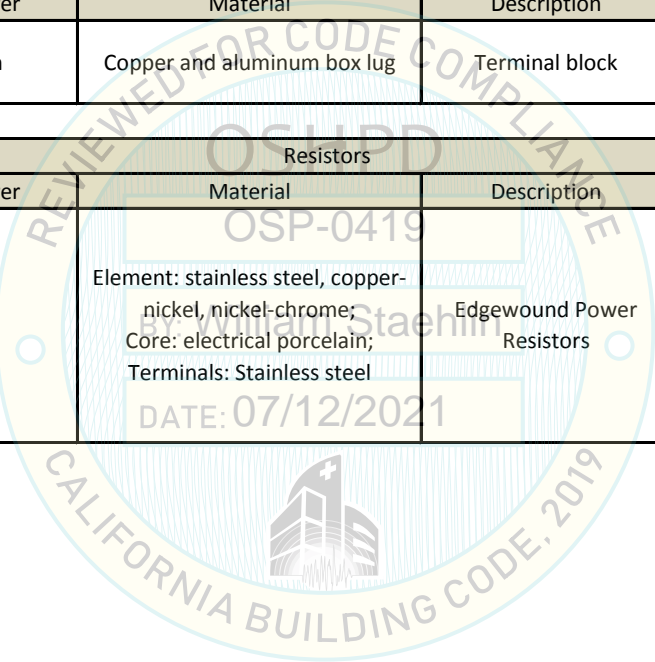 er Material Description
Copper and aluminum box lug Terminal block
Resistors
er Material Description
Element: stainless steel, copper-
nickel, nickel-chrome;
Core: electrical porcelain;
Terminals: Stainless steel
Edgewound Power
Resistors
REVIEWED FOR CODE COMPLIANCE
OSHPD
OSP-0419
BY: William Staehlin
DATE: 07/12/2021
CALIFORNIA BUILDING CODE, 2019